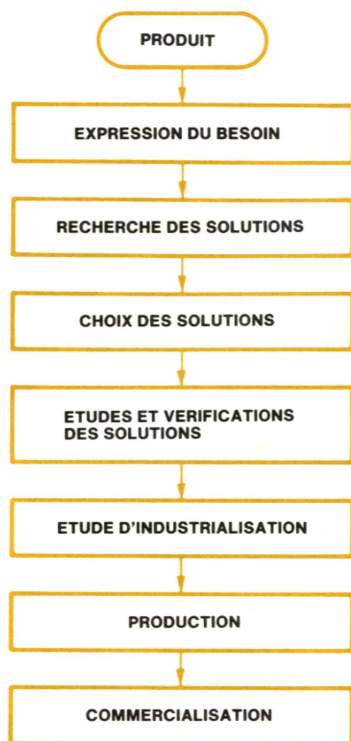 PRODUIT
EXPRESSION DU BESOIN
RECHERCHE DES SOLUTIONS
CHOIX DES SOLUTIONS
ETUDES ET VERIFICATIONS
DES SOLUTIONS
ETUDE D'INDUSTRIALISATION
PRODUCTION
COMMERCIALISATION